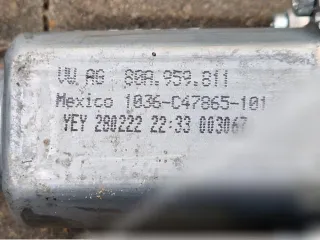 VW AG 80A.959.811
Mexico 1036-C47865-101
YEY 280222 22:33 003067